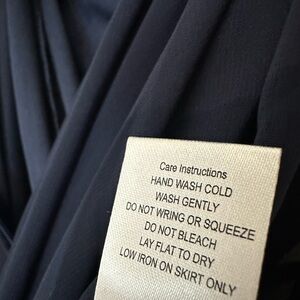 Care Instructions
HAND WASH COLD
WASH GENTLY
DO NOT WRING OR SQUEEZE
DO NOT BLEACH
LAY FLAT TO DRY
LOW IRON ON SKIRT ONLY